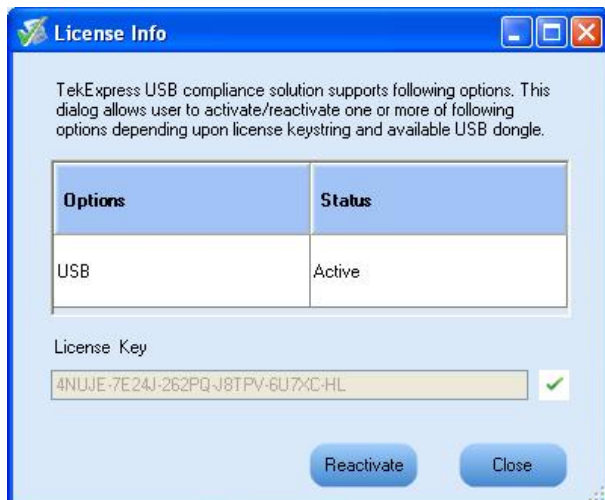 License Info
TekExpress USB compliance solution supports following options. This
dialog allows user to activate/reactivate one or more of following
options depending upon license keystring and available USB dongle.
Options Status
USB Active
License Key
4NUJE-7E24J-262PQ-J8TPV-6U7XC-HL
Reactivate Close